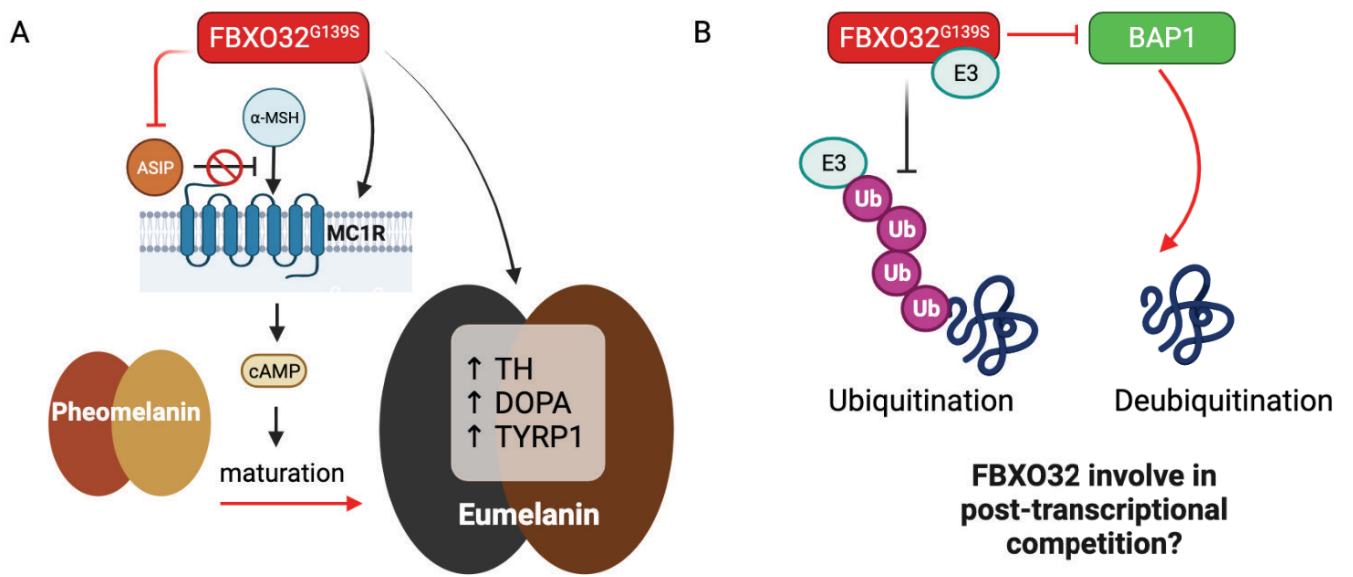 A
FBXO32G139S
α-MSH
ASIP
MC1R
cAMP
Pheomelanin
maturation
↑ TH
↑ DOPA
↑ TYRP1
Eumelanin
B
FBXO32G139S
E3
BAP1
E3
Ub
Ub
Ub
Ub
Ubiquitination
Deubiquitination
FBXO32 involve in
post-transcriptional
competition?